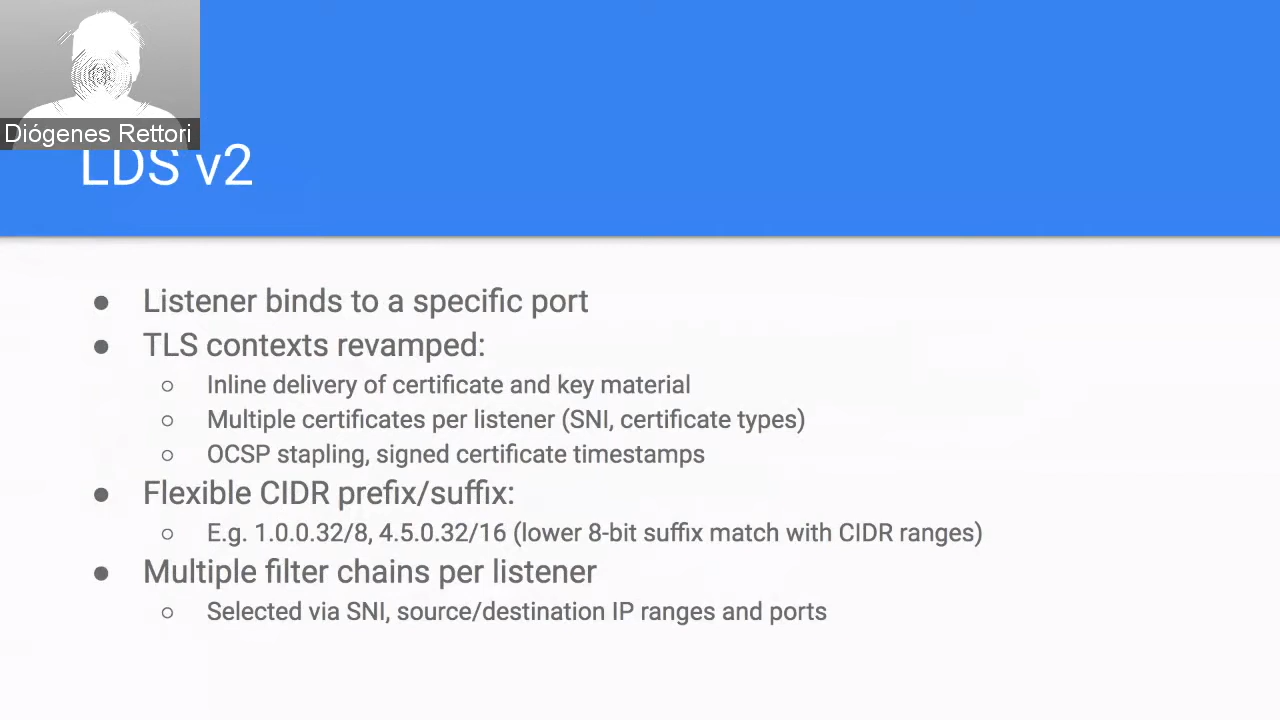 Diógenes Rettori
LDS v2
● Listener binds to a specific port
● TLS contexts revamped:
○ Inline delivery of certificate and key material
○ Multiple certificates per listener (SNI, certificate types)
○ OCSP stapling, signed certificate timestamps
● Flexible CIDR prefix/suffix:
○ E.g. 1.0.0.32/8, 4.5.0.32/16 (lower 8-bit suffix match with CIDR ranges)
● Multiple filter chains per listener
○ Selected via SNI, source/destination IP ranges and ports